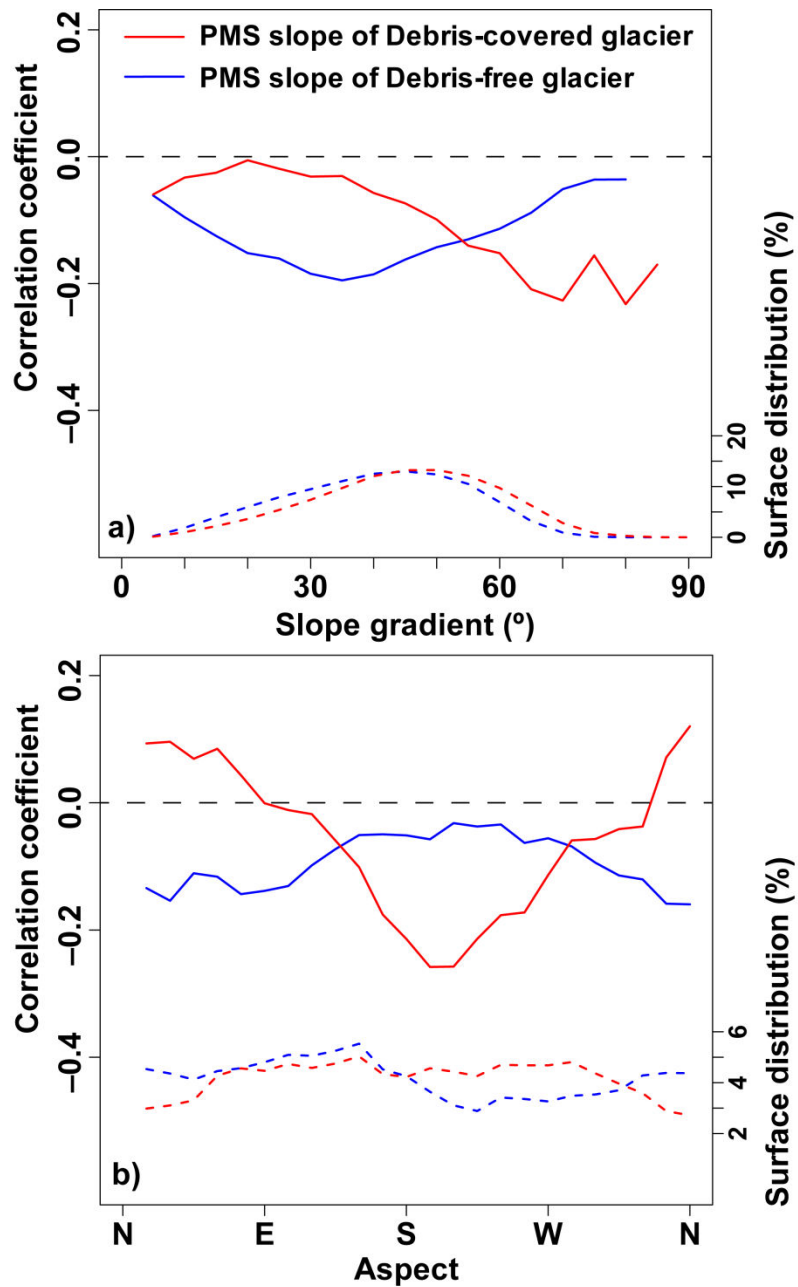 PMS slope of Debris-covered glacier
PMS slope of Debris-free glacier
Correlation coefficient
0.2
0.0
−0.2
−0.4
Surface distribution (%)
20
10
0
a)
0 30 60 90
Slope gradient (º)
Correlation coefficient
0.2
0.0
−0.2
−0.4
Surface distribution (%)
6
4
2
b)
N E S W N
Aspect